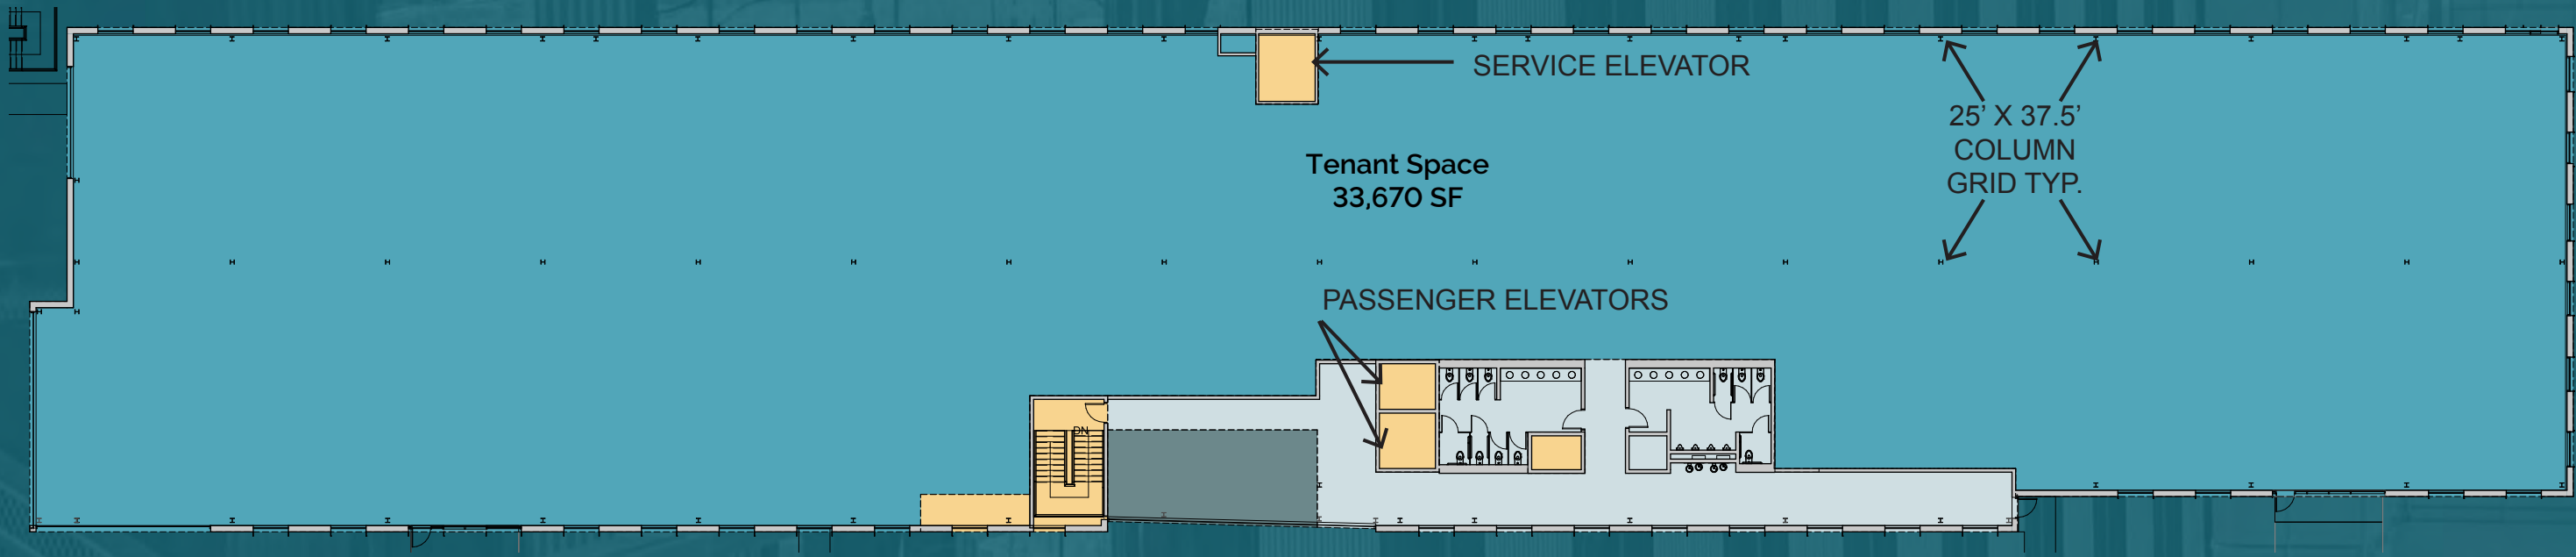 SERVICE ELEVATOR
25’ X 37.5’
COLUMN
GRID TYP.
Tenant Space
33,670 SF
PASSENGER ELEVATORS
DN